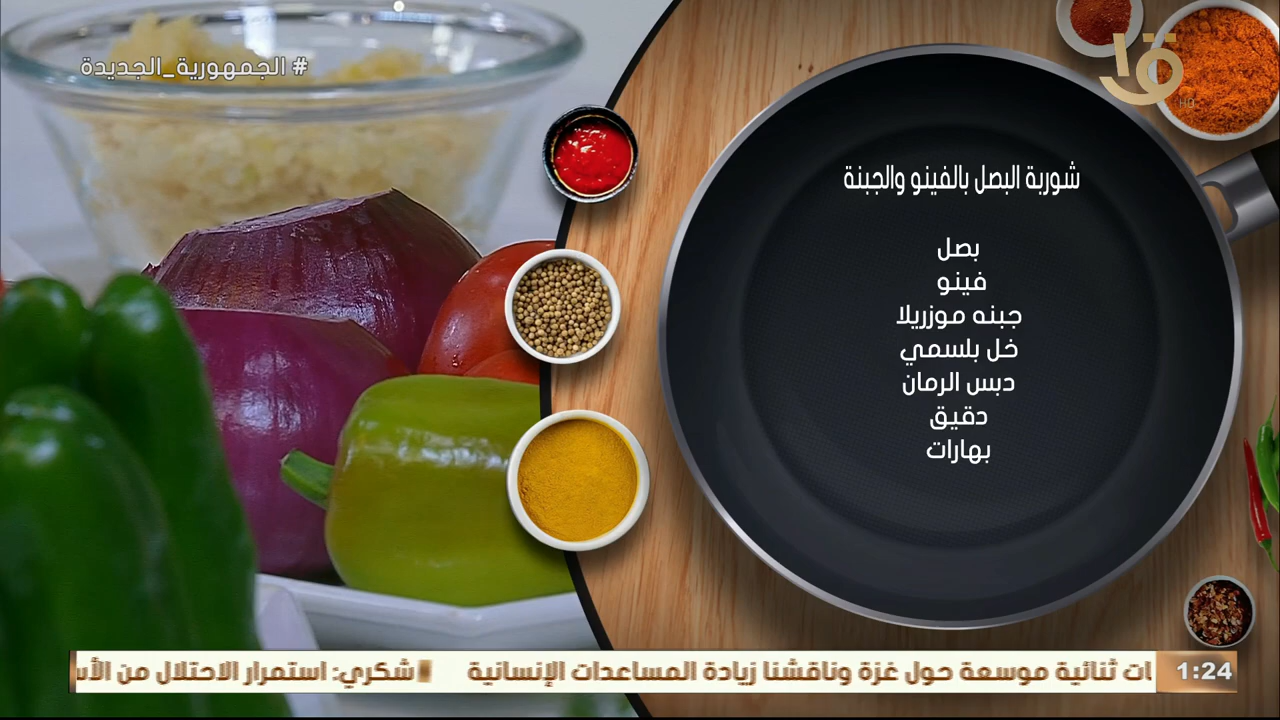 # الجمهورية_الجديدة
HD
شوربة البصل بالفينو والجبنة
بصل
فينو
جبنه موزريلا
خل بلسمي
دبس الرمان
دقيق
بهارات
1:24
ات ثنائية موسعة حول غزة وناقشنا زيادة المساعدات الإنسانية شكري: استمرار الاحتلال من